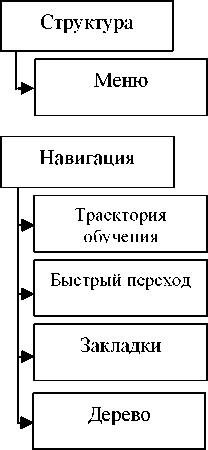 Структура
Меню
Навигация
Траектория
обучения
Быстрый переход
Закладки
Дерево